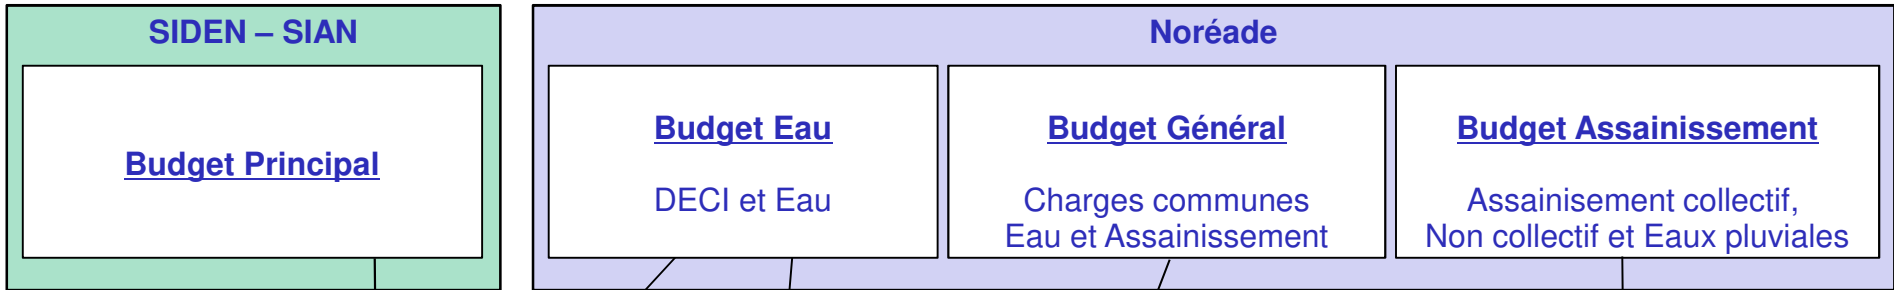 SIDEN – SIAN
Budget Principal
Noréade
Budget Eau
DECI et Eau
Budget Général
Charges communes
Eau et Assainissement
Budget Assainissement
Assainisement collectif,
Non collectif et Eaux pluviales